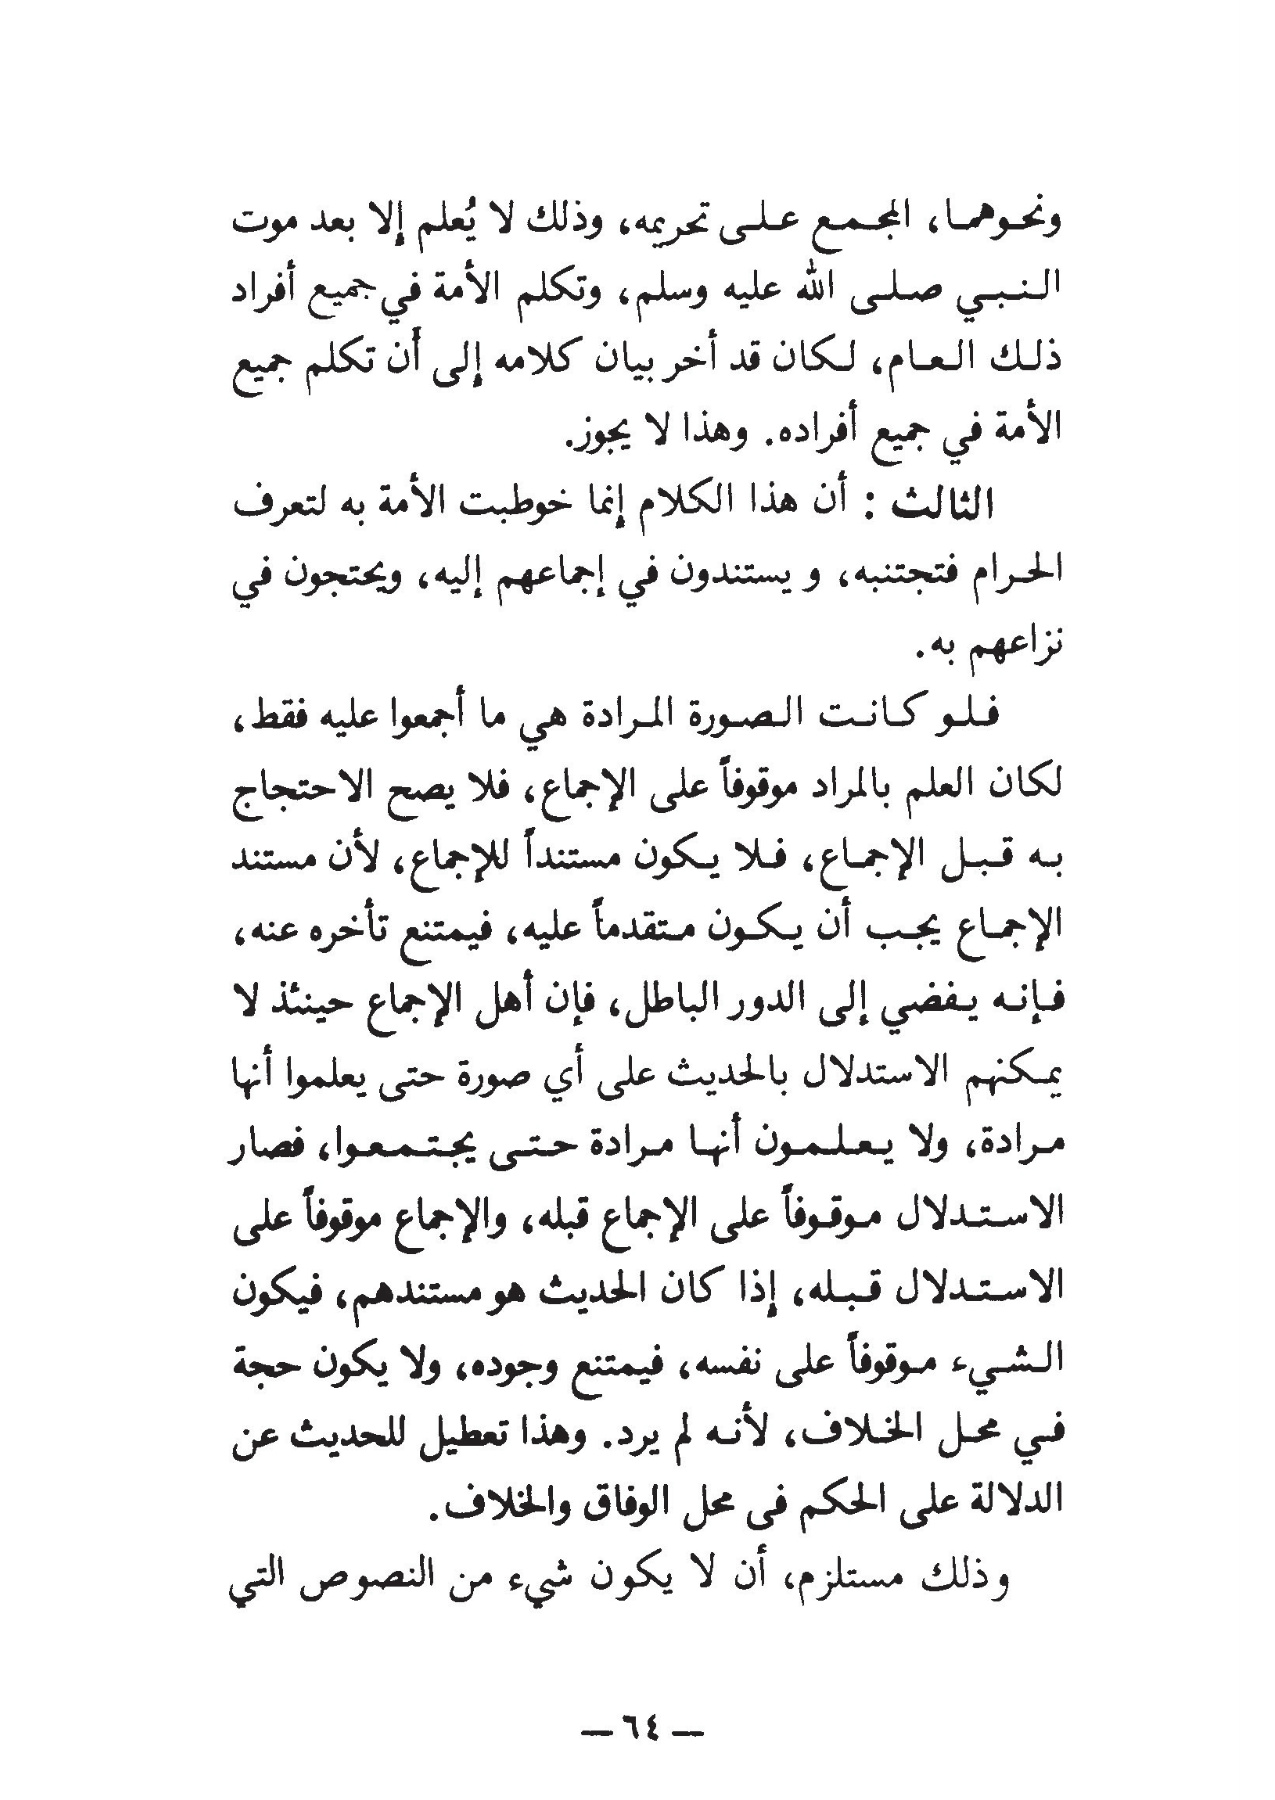 ونحوهما، المجمع على تحريمه، وذلك لا يُعلم إلا بعد موت
النبي صلى الله عليه وسلم، وتكلم الأمة في جميع أفراد
ذلك العام، لكان قد أخر بيان كلامه إلى أن تكلم جميع
الأمة في جميع أفراده. وهذا لا يجوز.
الثالث : أن هذا الكلام إنما خوطبت الأمة به لتعرف
الحرام فتجتنبه، و يستندون في إجماعهم إليه، ويحتجون في
نزاعهم به.
فلو كانت الصورة المرادة هي ما أجمعوا عليه فقط،
لكان العلم بالمراد موقوفاً على الإجماع، فلا يصح الاحتجاج
به قبل الإجماع، فلا يكون مستنداً للإجماع، لأن مستند
الإجماع يجب أن يكون متقدماً عليه، فيمتنع تأخره عنه،
فإنه يفضي إلى الدور الباطل، فإن أهل الإجماع حينئذ لا
يمكنهم الاستدلال بالحديث على أي صورة حتى يعلموا أنها
مرادة، ولا يعلمون أنها مرادة حتى يجتمعوا، فصار
الاستدلال موقوفاً على الإجماع قبله، والإجماع موقوفاً على
الاستدلال قبله، إذا كان الحديث هو مستندهم، فيكون
الشيء موقوفاً على نفسه، فيمتنع وجوده، ولا يكون حجة
في محل الخلاف، لأنه لم يرد. وهذا تعطيل للحديث عن
الدلالة على الحكم فى محل الوفاق والخلاف.
وذلك مستلزم، أن لا يكون شيء من النصوص التي
— ٦٤ —